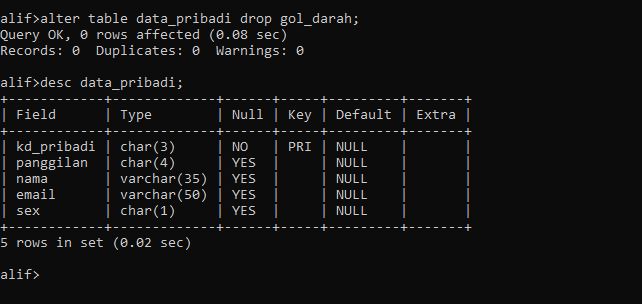 alif>alter table data_pribadi drop gol_darah;
Query OK, 0 rows affected (0.08 sec)
Records: 0  Duplicates: 0  Warnings: 0

alif>desc data_pribadi;
+------------+-------------+------+-----+---------+-------+
| Field      | Type        | Null | Key | Default | Extra |
+------------+-------------+------+-----+---------+-------+
| kd_pribadi | char(3)     | NO   | PRI | NULL    |       |
| panggilan  | char(4)     | YES  |     | NULL    |       |
| nama       | varchar(35) | YES  |     | NULL    |       |
| email      | varchar(50) | YES  |     | NULL    |       |
| sex        | char(1)     | YES  |     | NULL    |       |
+------------+-------------+------+-----+---------+-------+
5 rows in set (0.02 sec)

alif>